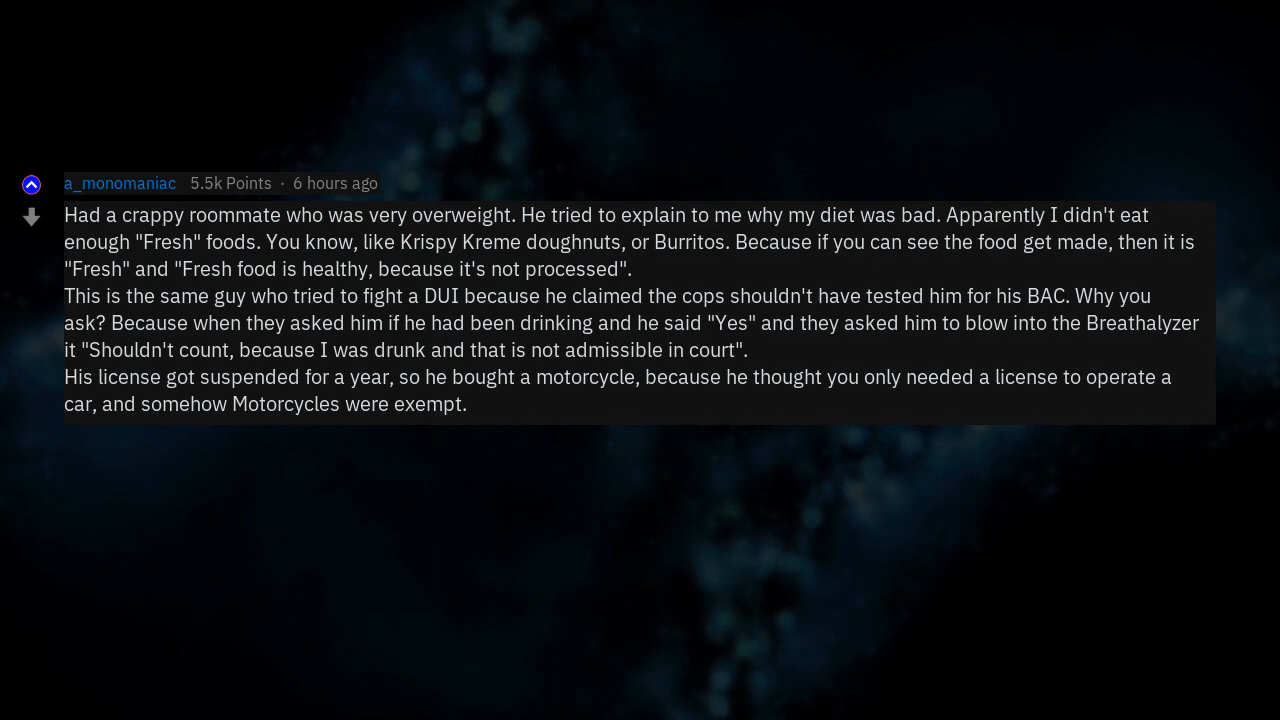 a_monomaniac 5.5k Points · 6 hours ago
Had a crappy roommate who was very overweight. He tried to explain to me why my diet was bad. Apparently I didn't eat
enough "Fresh" foods. You know, like Krispy Kreme doughnuts, or Burritos. Because if you can see the food get made, then it is
"Fresh" and "Fresh food is healthy, because it's not processed".
This is the same guy who tried to fight a DUI because he claimed the cops shouldn't have tested him for his BAC. Why you
ask? Because when they asked him if he had been drinking and he said "Yes" and they asked him to blow into the Breathalyzer
it "Shouldn't count, because I was drunk and that is not admissible in court".
His license got suspended for a year, so he bought a motorcycle, because he thought you only needed a license to operate a
car, and somehow Motorcycles were exempt.